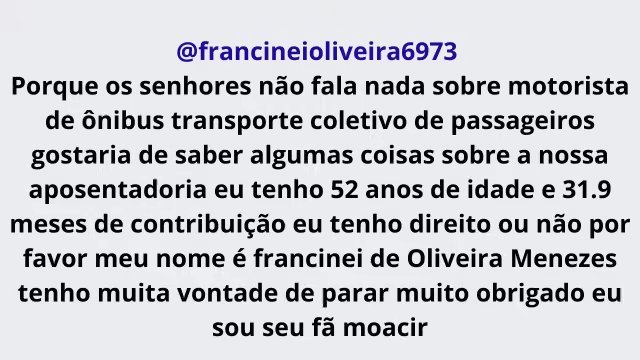 @francineioliveira6973
Porque os senhores não fala nada sobre motorista
de ônibus transporte coletivo de passageiros
gostaria de saber algumas coisas sobre a nossa
aposentadoria eu tenho 52 anos de idade e 31.9
meses de contribuição eu tenho direito ou não por
favor meu nome é francinei de Oliveira Menezes
tenho muita vontade de parar muito obrigado eu
sou seu fã moacir